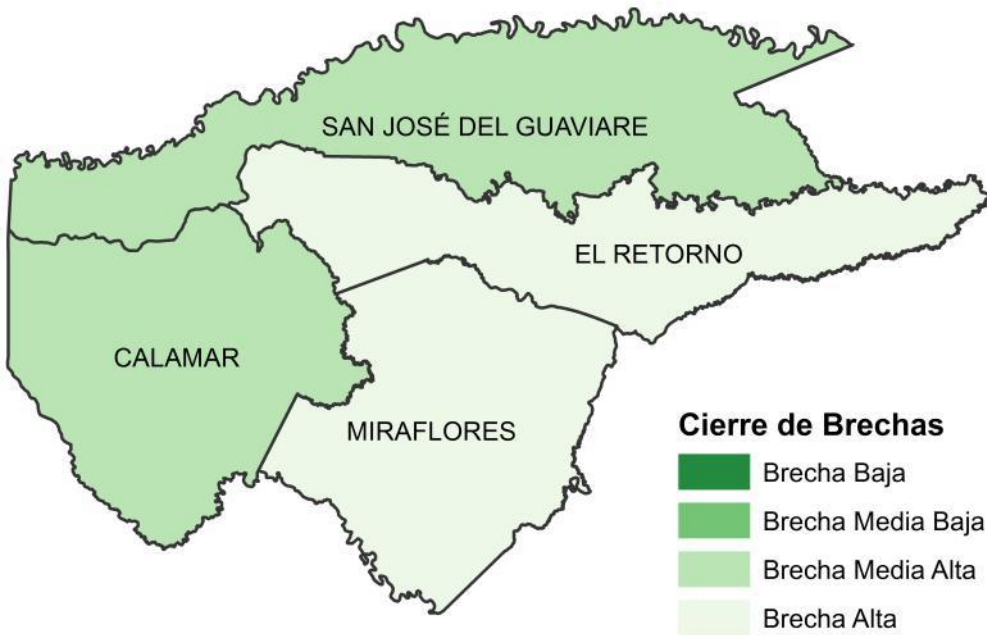 SAN JOSÉ DEL GUAVIARE
EL RETORNO
CALAMAR
MIRAFLORES
Cierre de Brechas
Brecha Baja
Brecha Media Baja
Brecha Media Alta
Brecha Alta